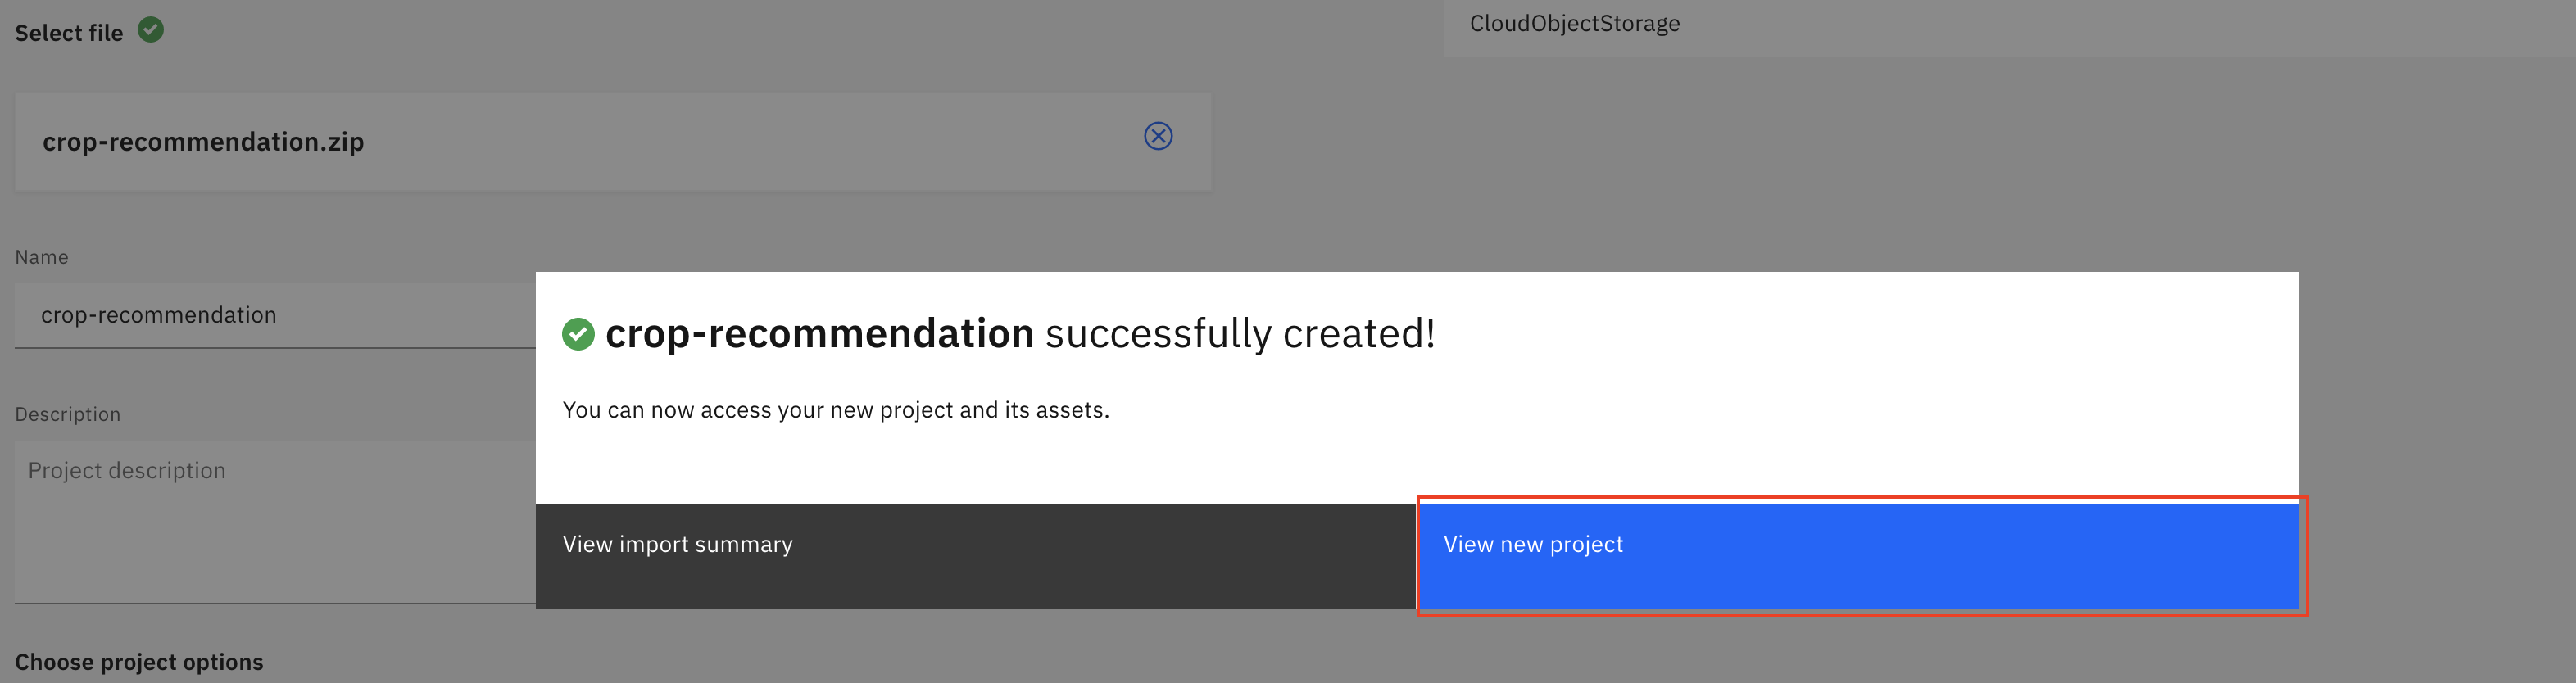 Select file
CloudObjectStorage
crop-recommendation.zip
Name
crop-recommendation
crop-recommendation successfully created!
You can now access your new project and its assets.
Description
Project description
View import summary
View new project
Choose project options